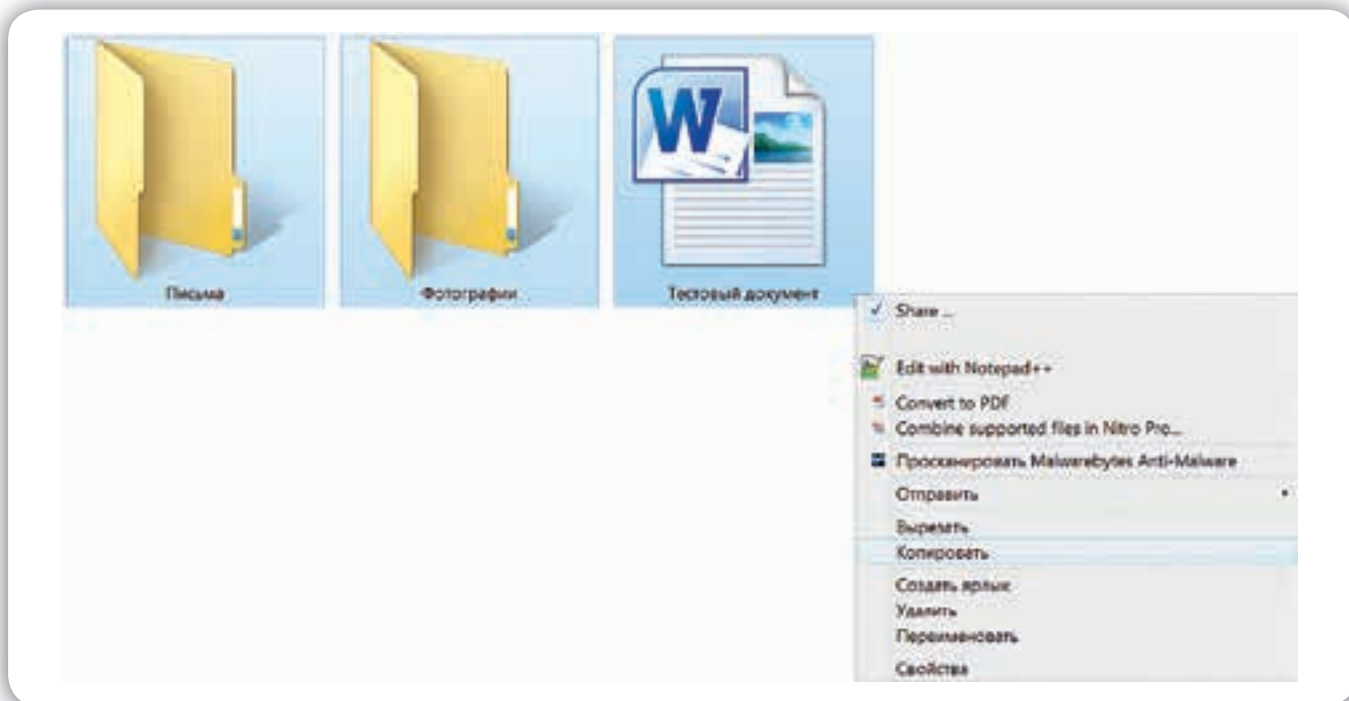 Письма
Фотографии
Тестовый документ
Share ...
Edit with Notepad++
Convert to PDF
Combine supported files in Nitro Pro...
Просканировать Malwarebytes Anti-Malware
Отправить
Вырезать
Копировать
Создать ярлык
Удалить
Переименовать
Свойства